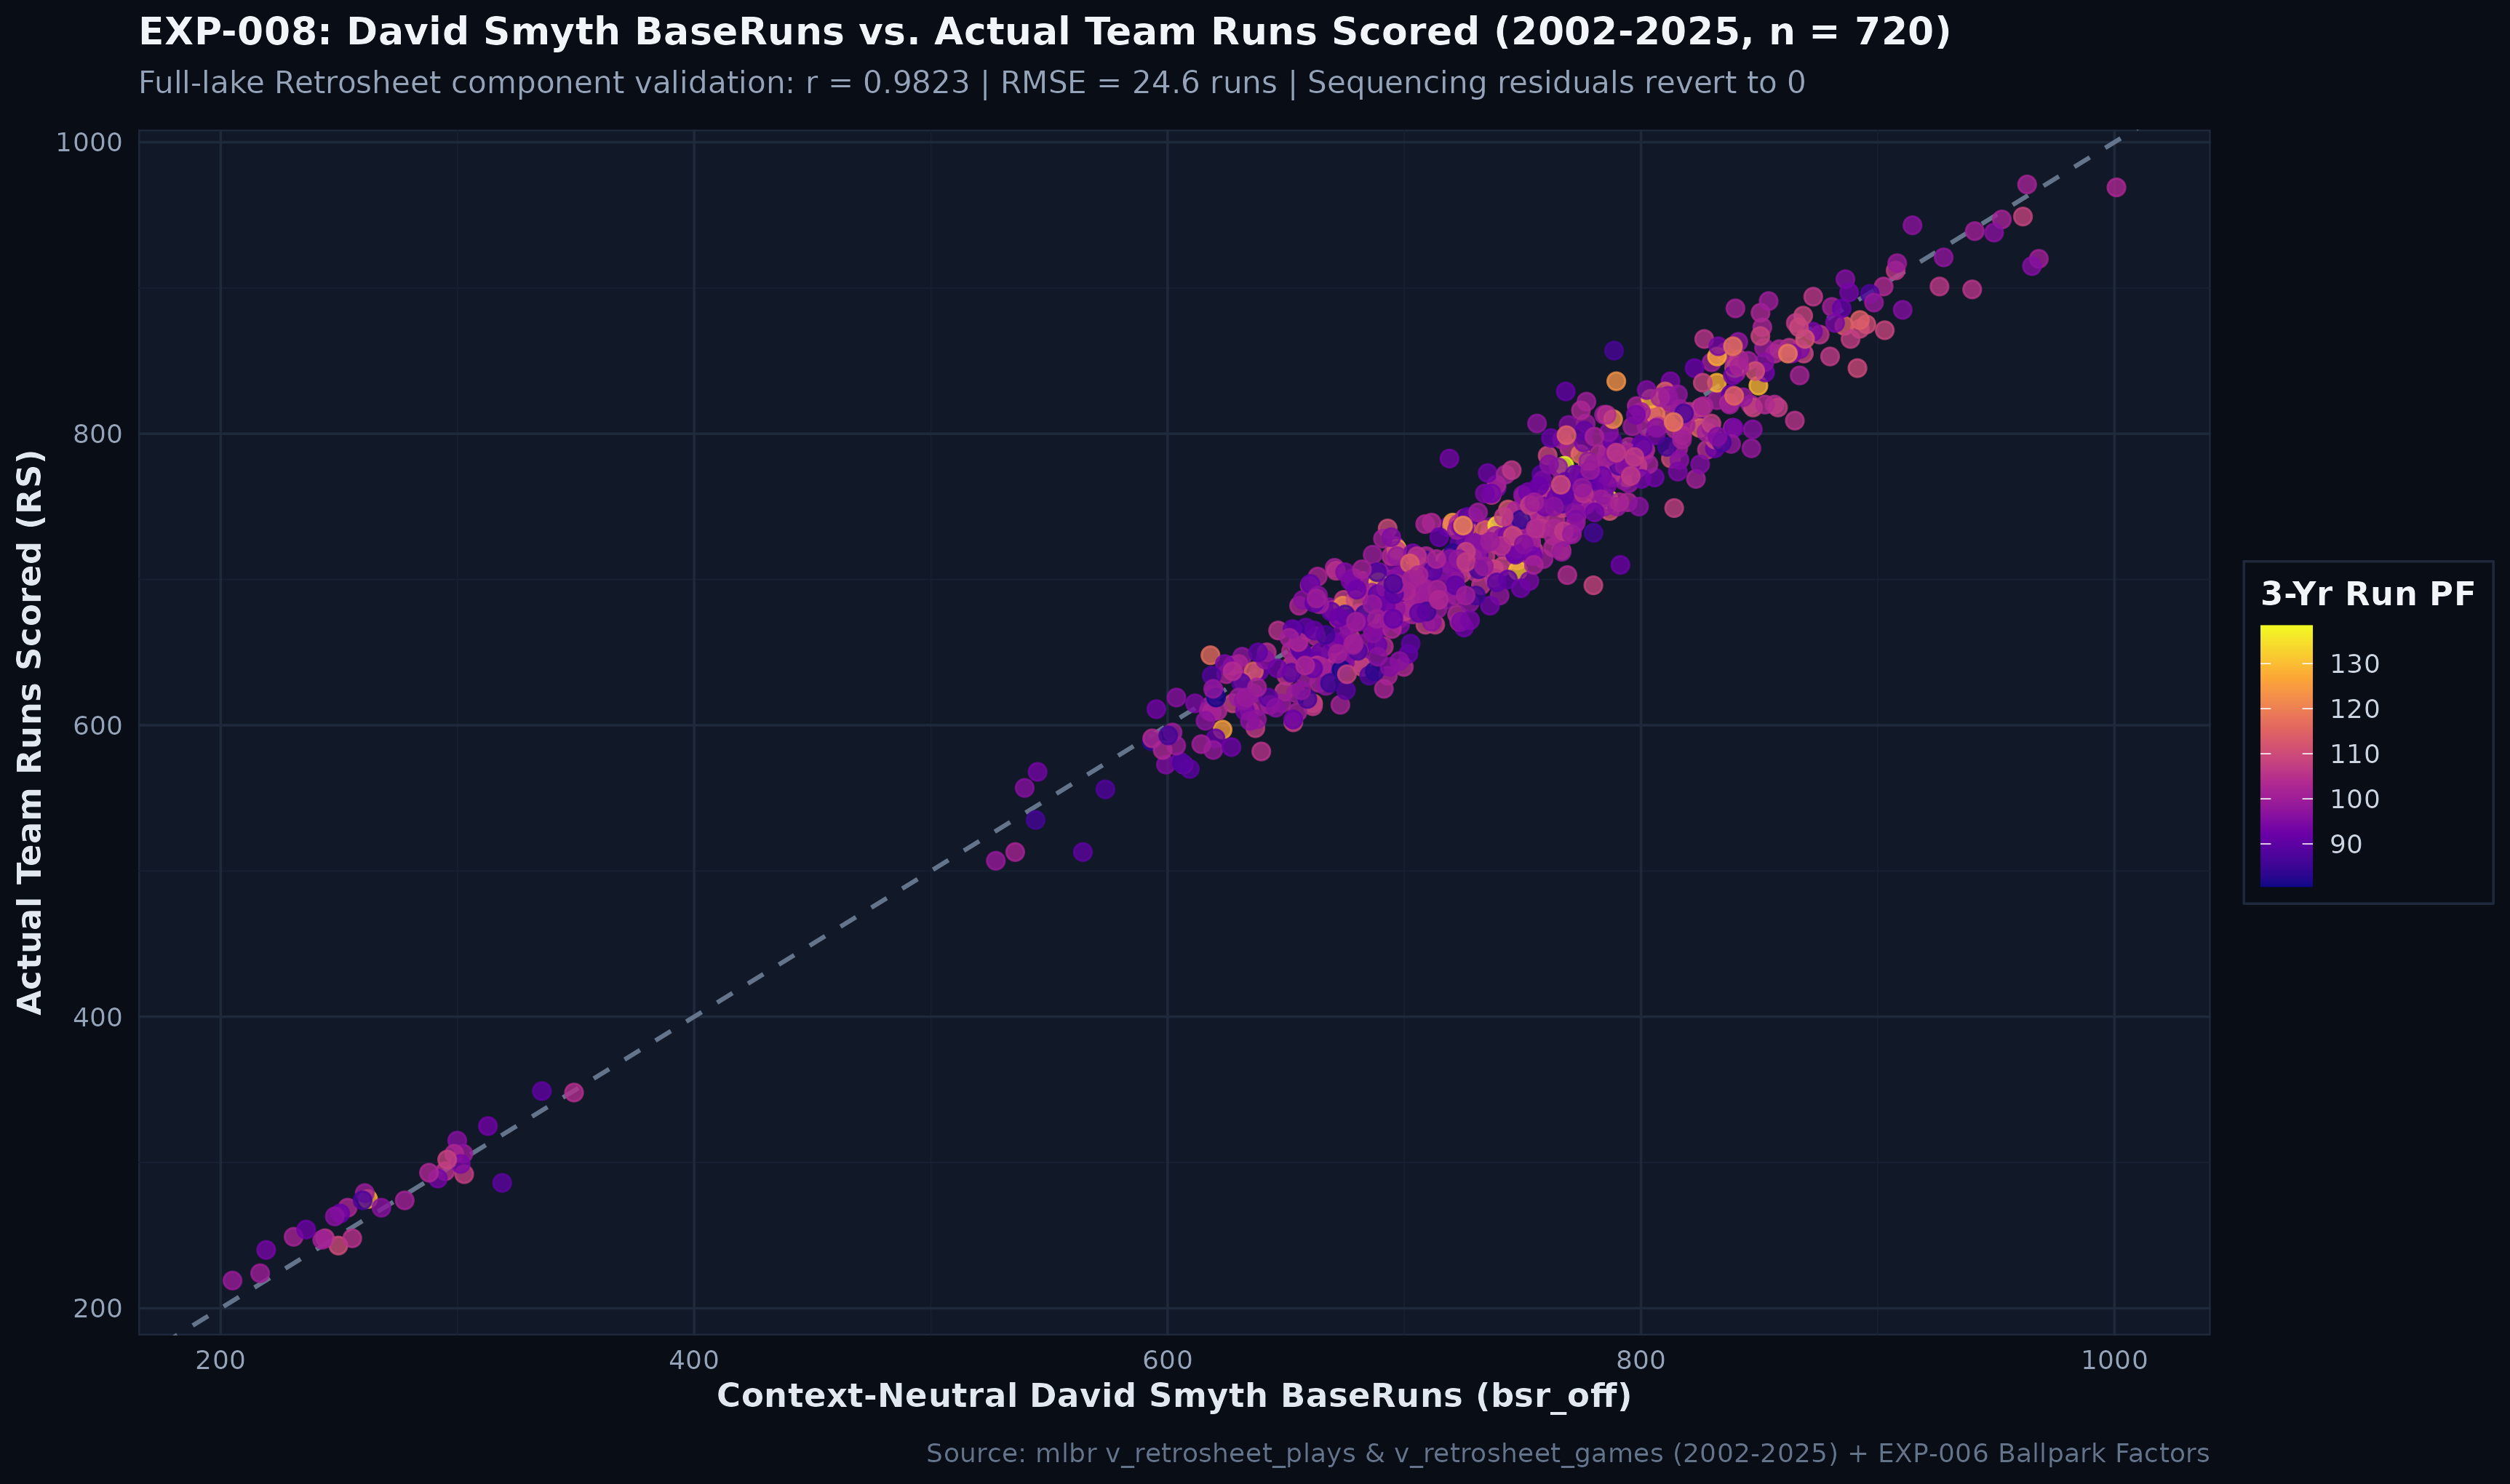 EXP-008: David Smyth BaseRuns vs. Actual Team Runs Scored (2002-2025, n = 720)
Full-lake Retrosheet component validation: r = 0.9823 | RMSE = 24.6 runs | Sequencing residuals revert to 0
Actual Team Runs Scored (RS)
1000
800
600
400
200
200
400
600
800
1000
Context-Neutral David Smyth BaseRuns (bsr_off)
3-Yr Run PF
130
120
110
100
90
Source: mlbr v_retrosheet_plays & v_retrosheet_games (2002-2025) + EXP-006 Ballpark Factors